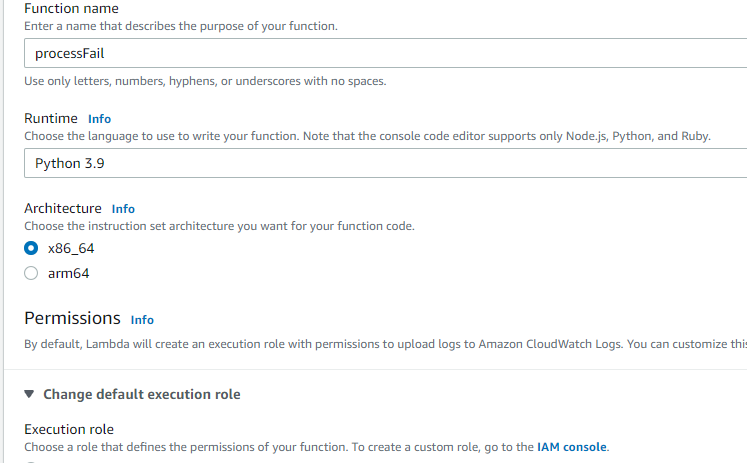 Function name
Enter a name that describes the purpose of your function.
processFail
Use only letters, numbers, hyphens, or underscores with no spaces.
Runtime Info
Choose the language to use to write your function. Note that the console code editor supports only Node.js, Python, and Ruby.
Python 3.9
Architecture Info
Choose the instruction set architecture you want for your function code.
x86_64
arm64
Permissions Info
By default, Lambda will create an execution role with permissions to upload logs to Amazon CloudWatch Logs. You can customize this
Change default execution role
Execution role
Choose a role that defines the permissions of your function. To create a custom role, go to the IAM console.